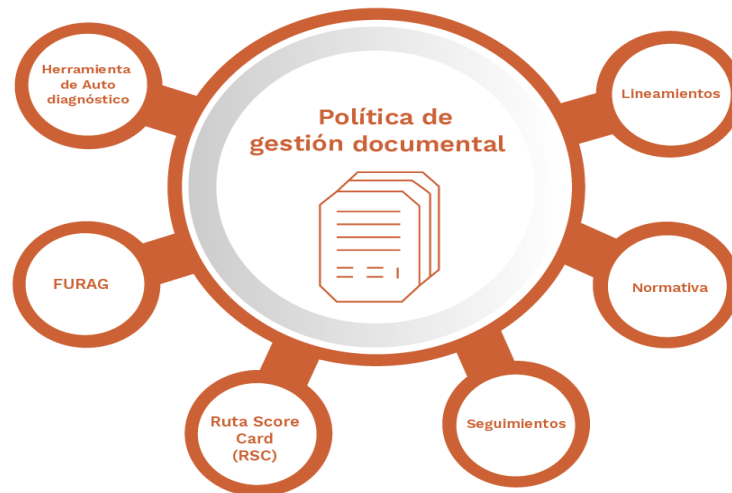 Política de
gestión documental
Herramienta
de Auto
diagnóstico
FURAG
Ruta Score
Card
(RSC)
Seguimientos
Normativa
Lineamientos